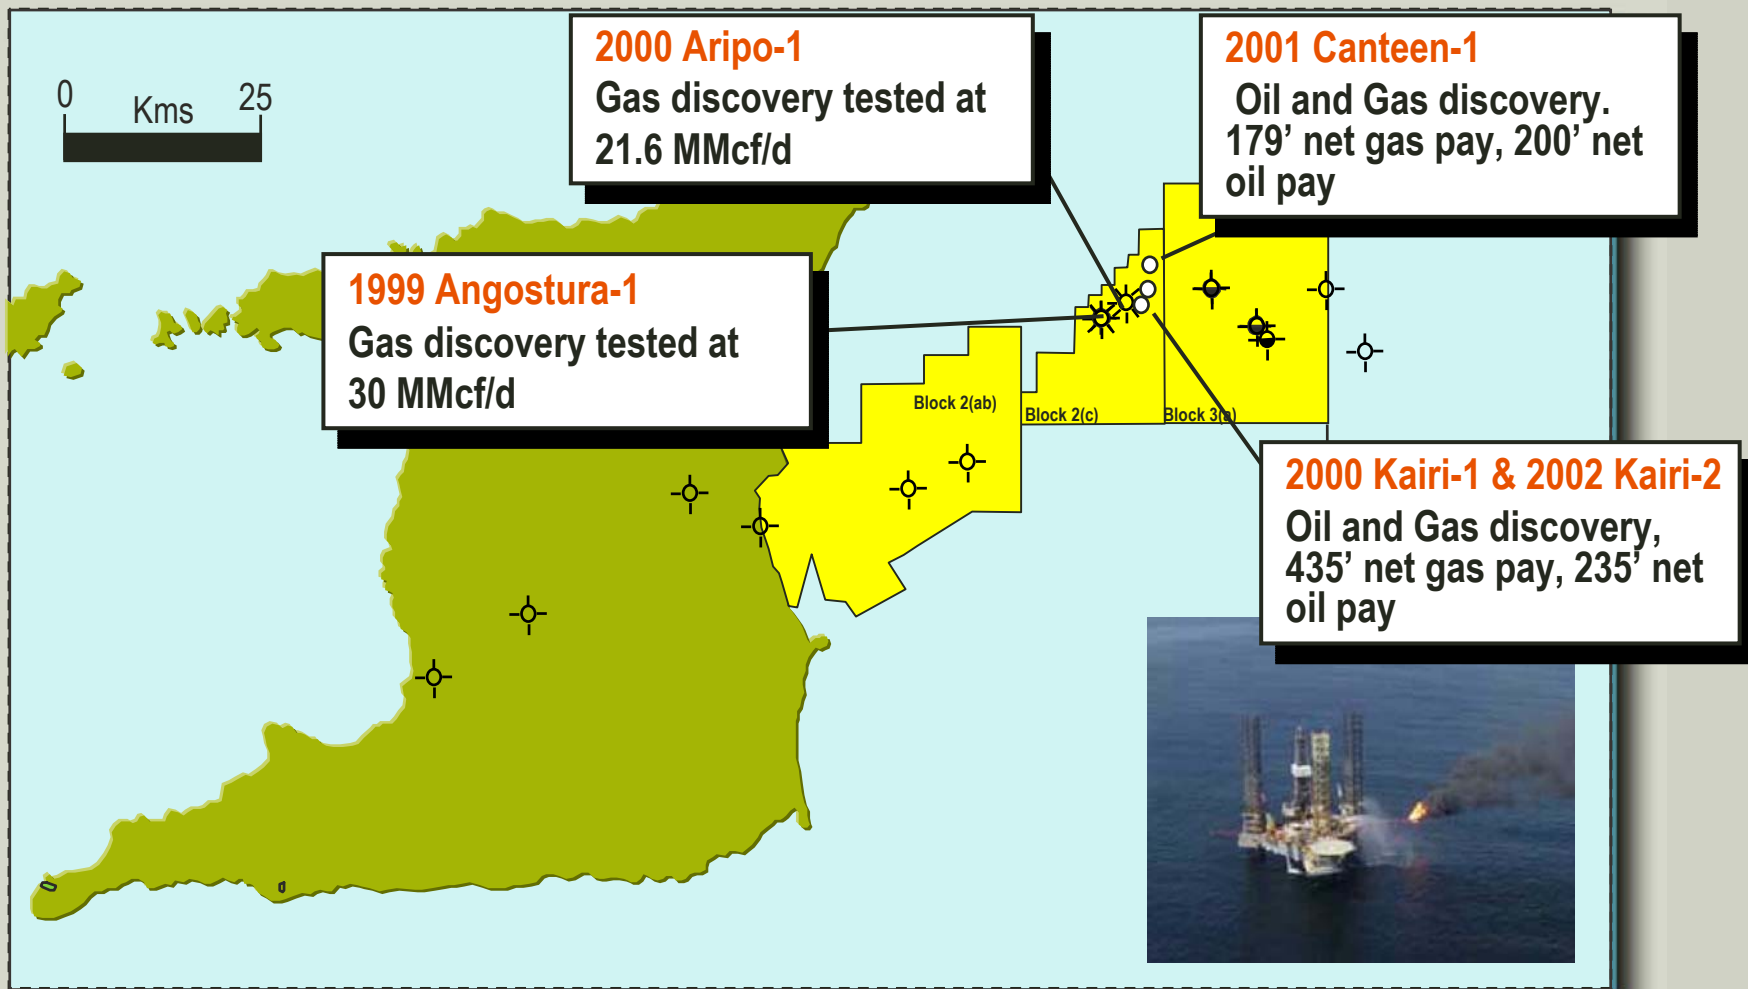 0 Kms 25
2000 Aripo-1
Gas discovery tested at
21.6 MMcf/d
2001 Canteen-1
Oil and Gas discovery.
179’ net gas pay, 200’ net
oil pay
1999 Angostura-1
Gas discovery tested at
30 MMcf/d
Block 2(ab)
Block 2(c)
Block 3(a)
2000 Kairi-1 & 2002 Kairi-2
Oil and Gas discovery,
435’ net gas pay, 235’ net
oil pay